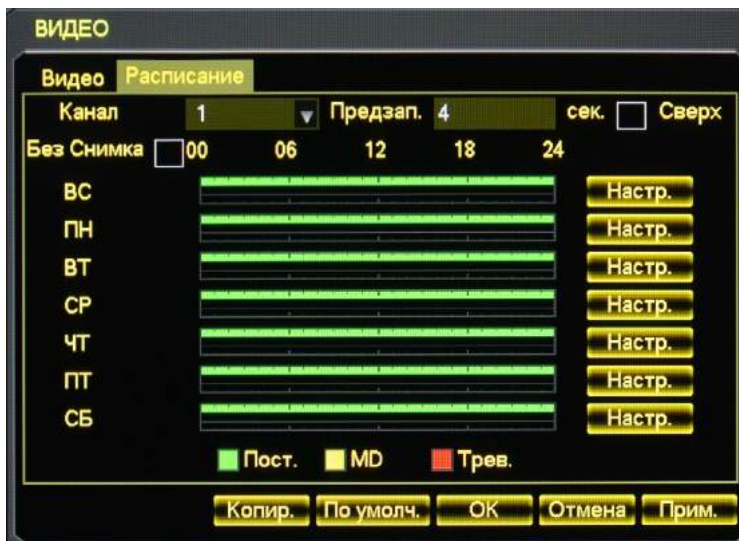 ВИДЕО
Видео Расписание
Канал 1 Предзап. 4 сек. Сверх
Без Снимка 00 06 12 18 24
ВС Настр.
ПН Настр.
ВТ Настр.
СР Настр.
ЧТ Настр.
ПТ Настр.
СБ Настр.
Пост. MD Трев.
Копир. По умолч. OK Отмена Прим.